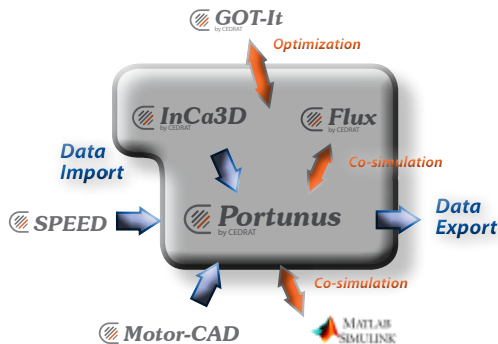 GOT-It
by CEDRAT
Optimization
InCa3D
by CEDRAT
Flux
by CEDRAT
Data
Import
Co-simulation
SPEED
Portunus
by CEDRAT
Data
Export
Co-simulation
Motor-CAD
MATLAB
SIMULINK